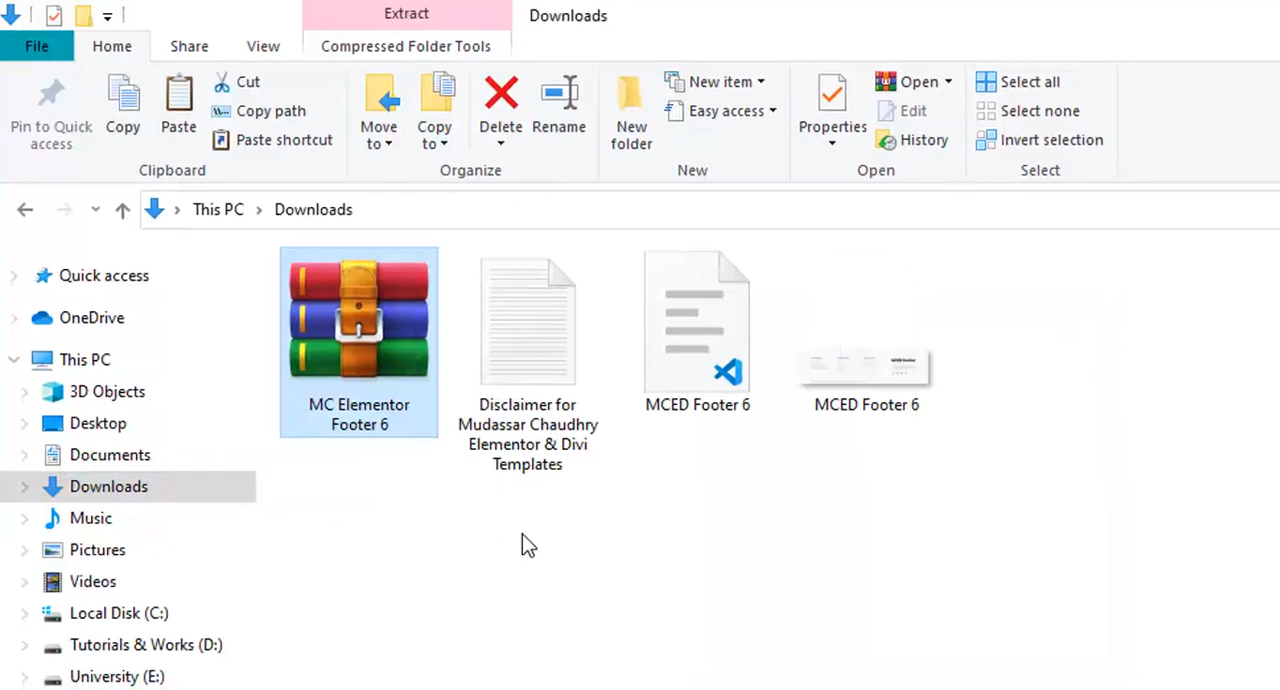 Extract
Downloads
File
Home
Share
View
Compressed Folder Tools
Pin to Quick
access
Copy
Paste
Cut
Copy path
Paste shortcut
Clipboard
Move
to
Copy
to
Delete
Rename
Organize
New
folder
New item
Easy access
New
Properties
Open
Edit
History
Open
Select all
Select none
Invert selection
Select
This PC
Downloads
Quick access
OneDrive
This PC
3D Objects
Desktop
Documents
Downloads
Music
Pictures
Videos
Local Disk (C:)
Tutorials & Works (D:)
University (E:)
MC Elementor
Footer 6
Disclaimer for
Mudassar Chaudhry
Elementor & Divi
Templates
MCED Footer 6
MCED Footer 6